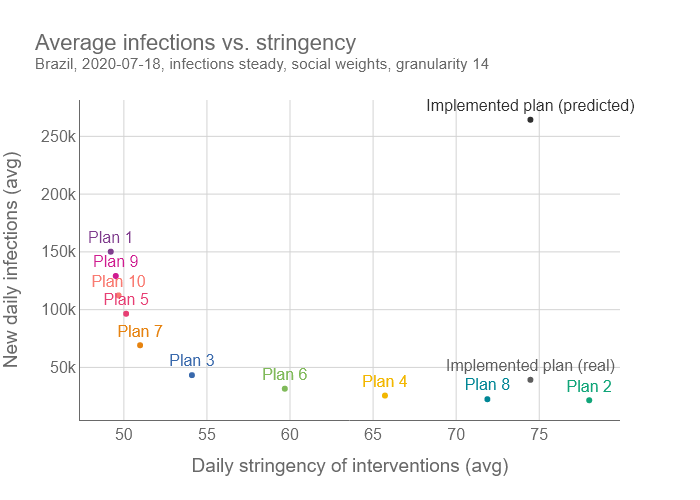 Average infections vs. stringency
Brazil, 2020-07-18, infections steady, social weights, granularity 14
Implemented plan (predicted)
250k
200k
Plan 1
150k
Plan 9
Plan 10
Plan 5
100k
Plan 7
Plan 3
50k
Plan 6
Plan 4
Implemented plan (real)
Plan 8
Plan 2
New daily infections (avg)
50
55
60
65
70
75
Daily stringency of interventions (avg)